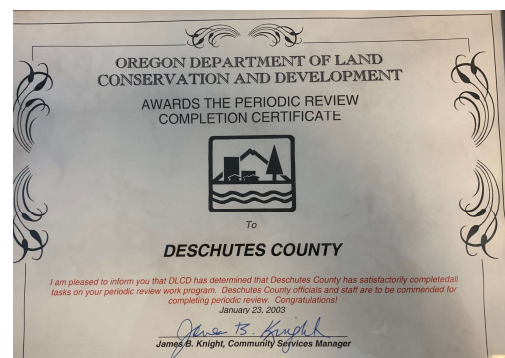 OREGON DEPARTMENT OF LAND
CONSERVATION AND DEVELOPMENT
AWARDS THE PERIODIC REVIEW
COMPLETION CERTIFICATE
To
DESCHUTES COUNTY
I am pleased to inform you that DLCD has determined that Deschutes County has satisfactorily completedall
tasks on your periodic review work program. Deschutes County officials and staff are to be commended for
completing periodic review. Congratulations!
January 23, 2003
James B. Knight
James B. Knight, Community Services Manager